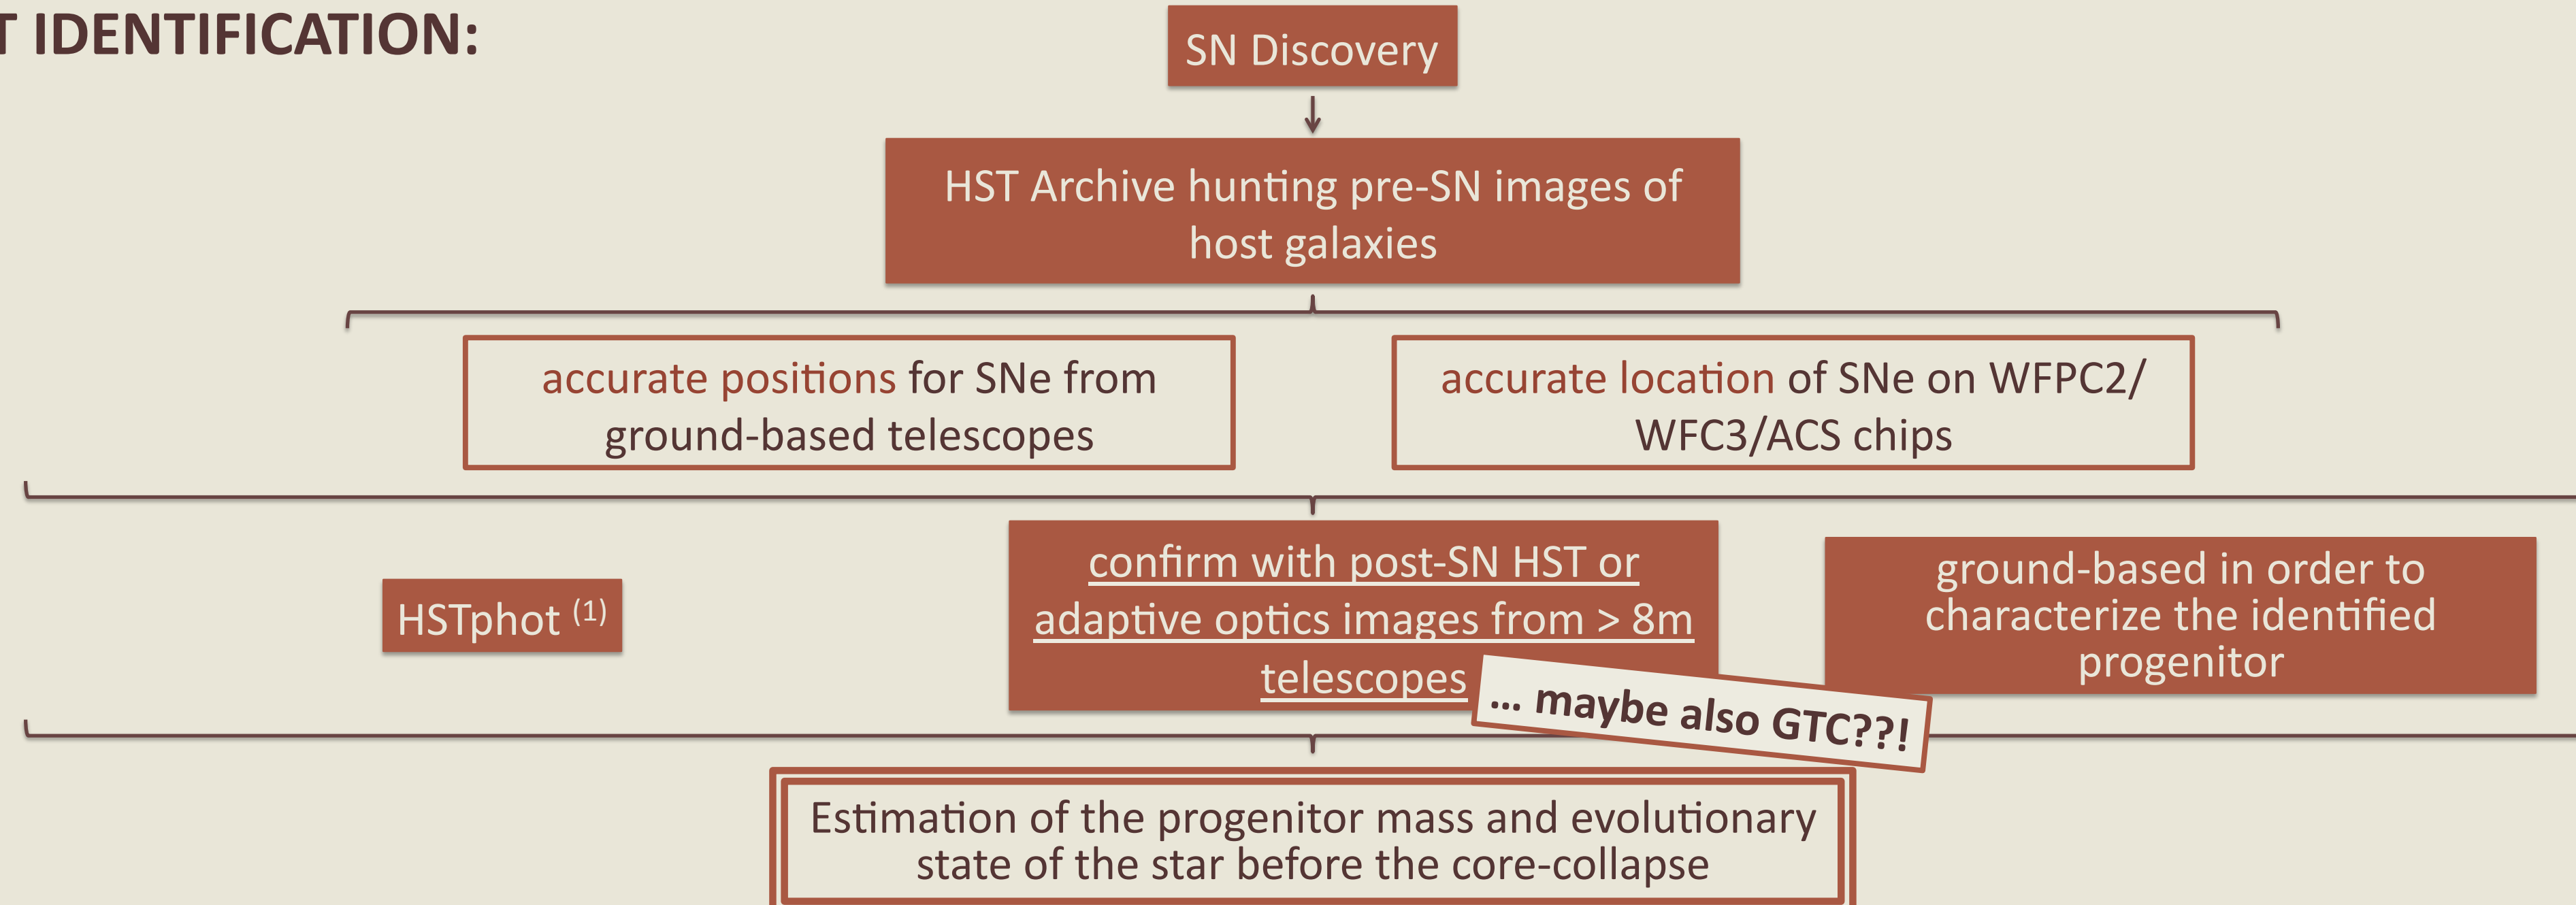 T IDENTIFICATION:
SN Discovery
HST Archive hunting pre-SN images of
host galaxies
accurate positions for SNe from
ground-based telescopes
accurate location of SNe on WFPC2/
WFC3/ACS chips
HSTphot (1)
confirm with post-SN HST or
adaptive optics images from > 8m
telescopes
... maybe also GTC??!
ground-based in order to
characterize the identified
progenitor
Estimation of the progenitor mass and evolutionary
state of the star before the core-collapse